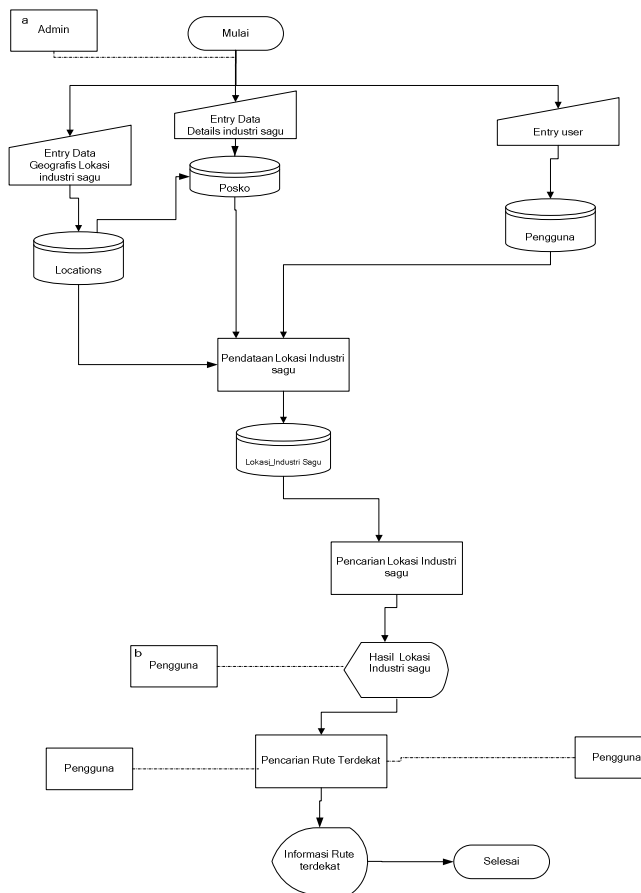 a
Admin
Mulai
Entry Data
Details industri sagu
Entry user
Entry Data
Geografis Lokasi
industri sagu
Posko
Pengguna
Locations
Pendataan Lokasi Industri
sagu
Lokasi_Industri Sagu
Pencarian Lokasi Industri
sagu
b
Pengguna
Hasil Lokasi
Industri sagu
Pengguna
Pencarian Rute Terdekat
Pengguna
Informasi Rute
terdekat
Selesai